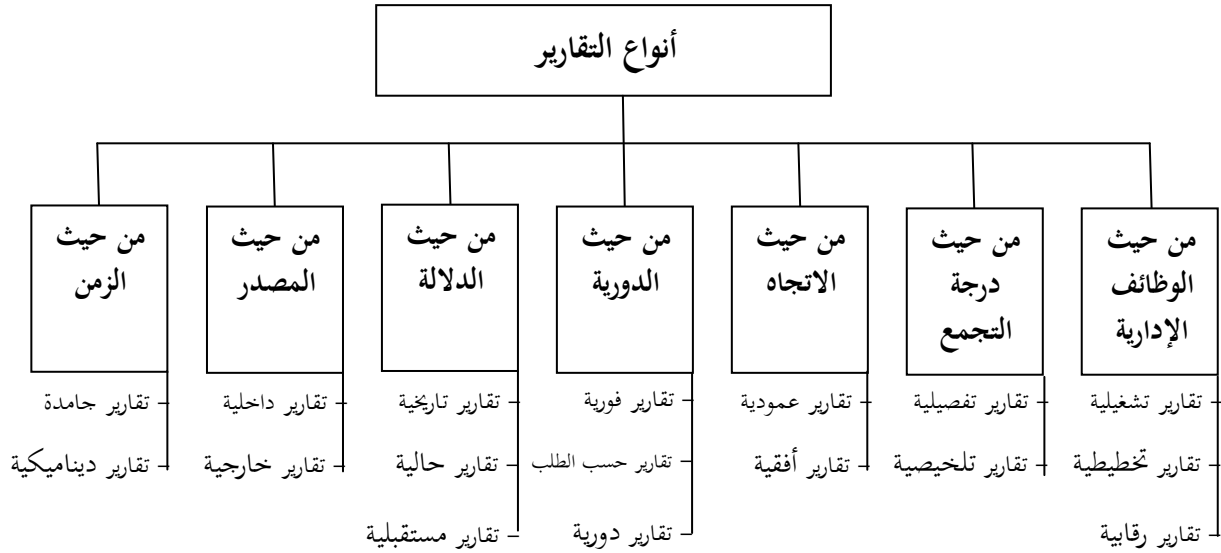 أنواع التقارير
من حيث
الوظائف
الإدارية
من حيث
درجة
التجمع
من حيث
الاتجاه
من حيث
الدورية
من حيث
الدلالة
من حيث
المصدر
من حيث
الزمن
- تقارير تشغيلية
- تقارير تخطيطية
- تقارير رقابية
- تقارير تفصيلية
- تقارير تلخيصية
- تقارير عمودية
- تقارير أفقية
- تقارير فورية
- تقارير حسب الطلب
- تقارير دورية
- تقارير تاريخية
- تقارير حالية
- تقارير مستقبلية
- تقارير داخلية
- تقارير خارجية
- تقارير جامدة
- تقارير ديناميكية